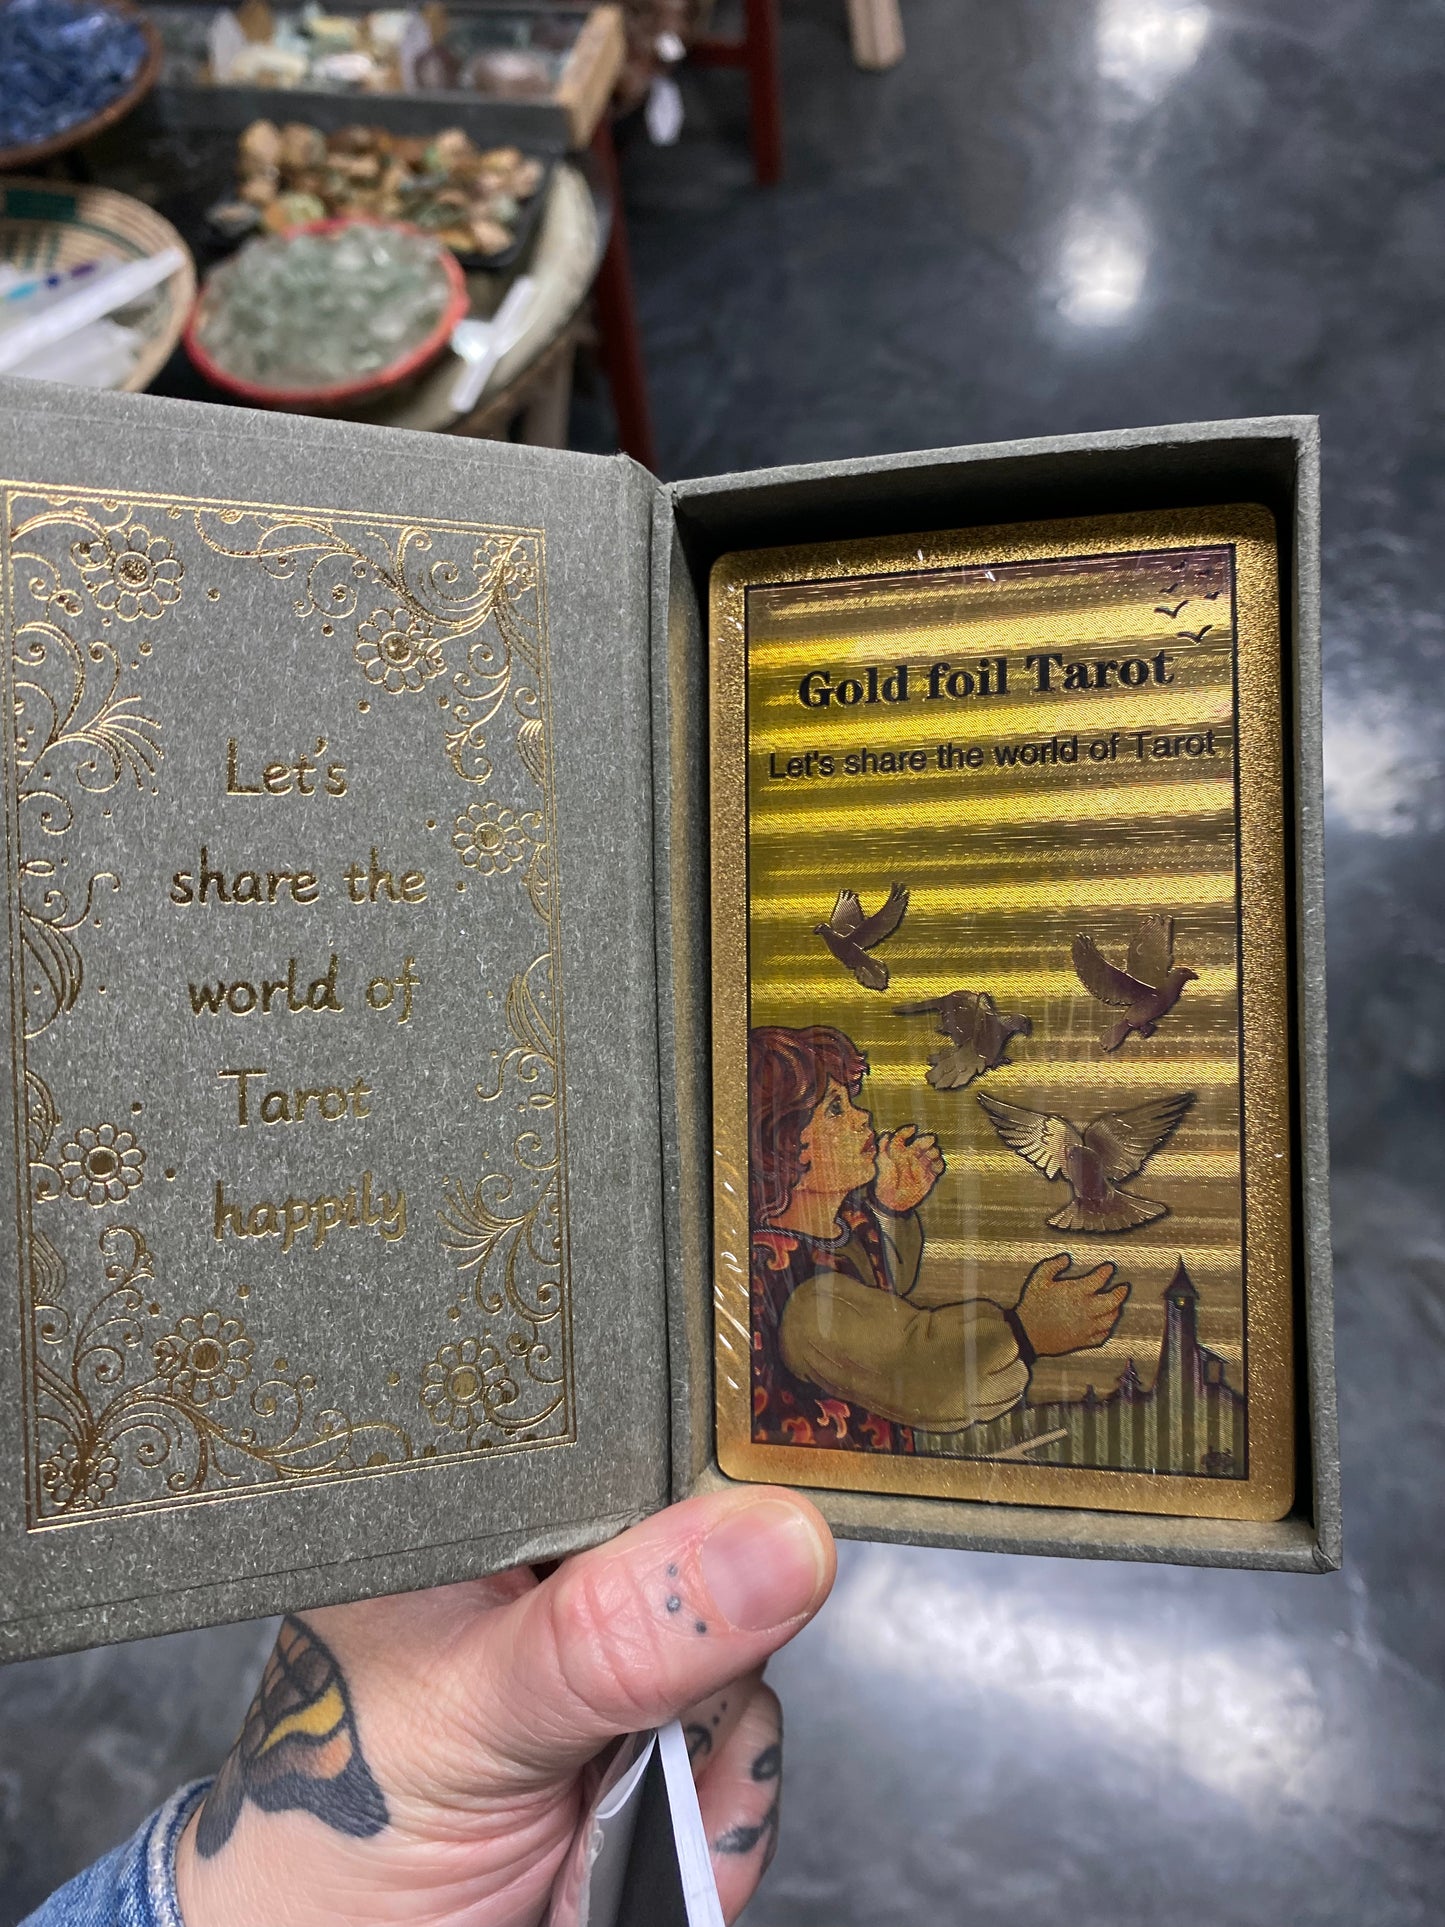 Let's
share the
world of
Tarot
happily
Gold foil Tarot
Let's share the world of Tarot